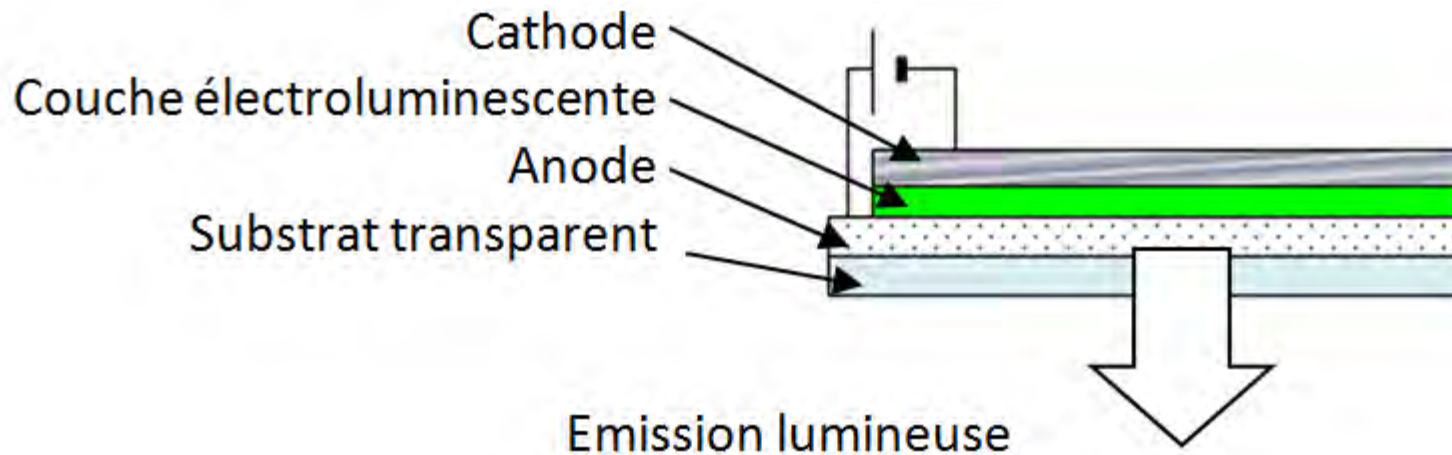 Cathode
Couche électroluminescente
Anode
Substrat transparent
Emission lumineuse